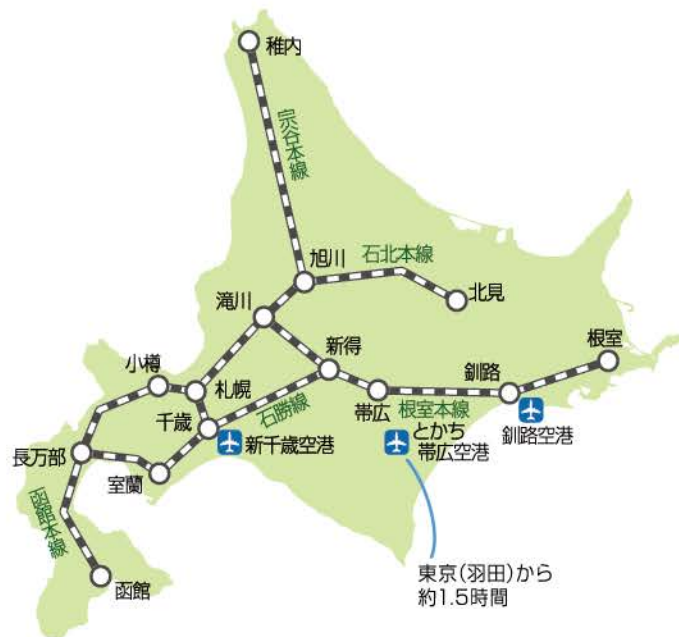 稚内
宗谷本線
旭川
石北本線
北見
滝川
新得
根室
小樽
札幌
釧路
千歳
石勝線
帯広
根室本線
とかち
帯広空港
釧路空港
長万部
新千歳空港
室蘭
函館本線
函館
東京(羽田)から
約1.5時間